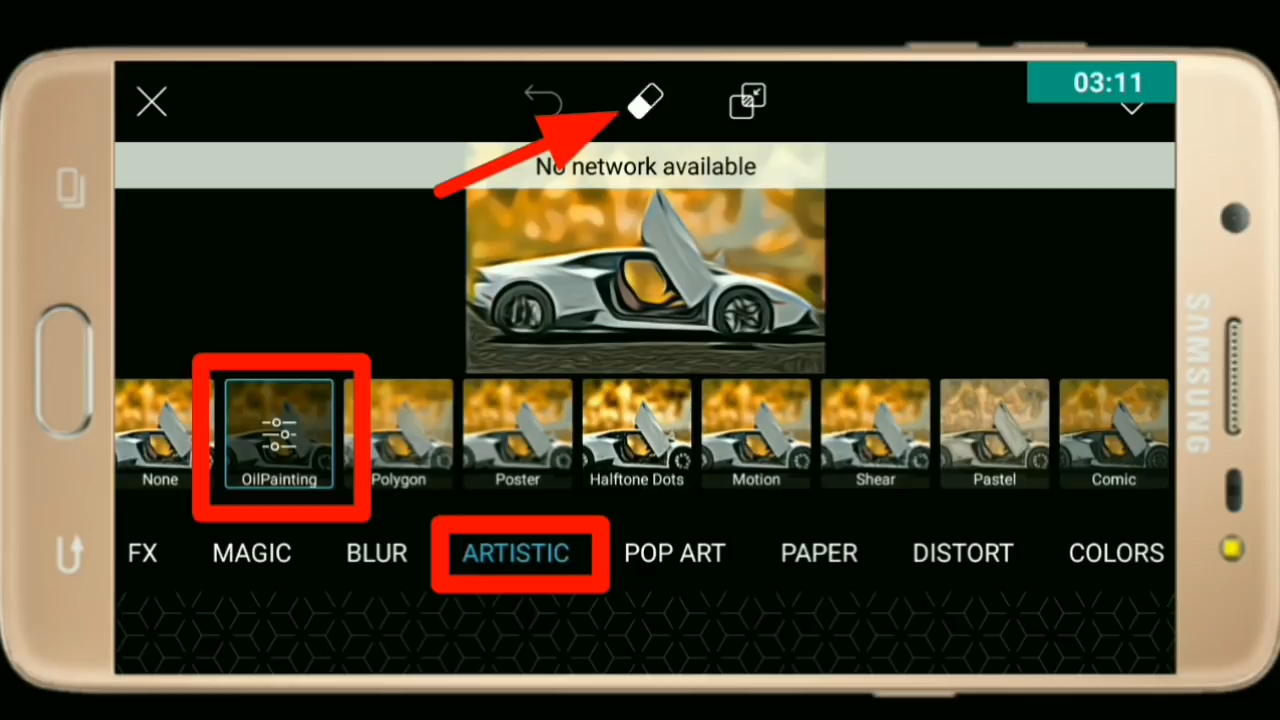 03:11
No network available
None
OilPainting
Polygon
Poster
Halftone Dots
Motion
Shear
Pastel
Comic
FX MAGIC BLUR ARTISTIC POP ART PAPER DISTORT COLORS
SAMSUNG